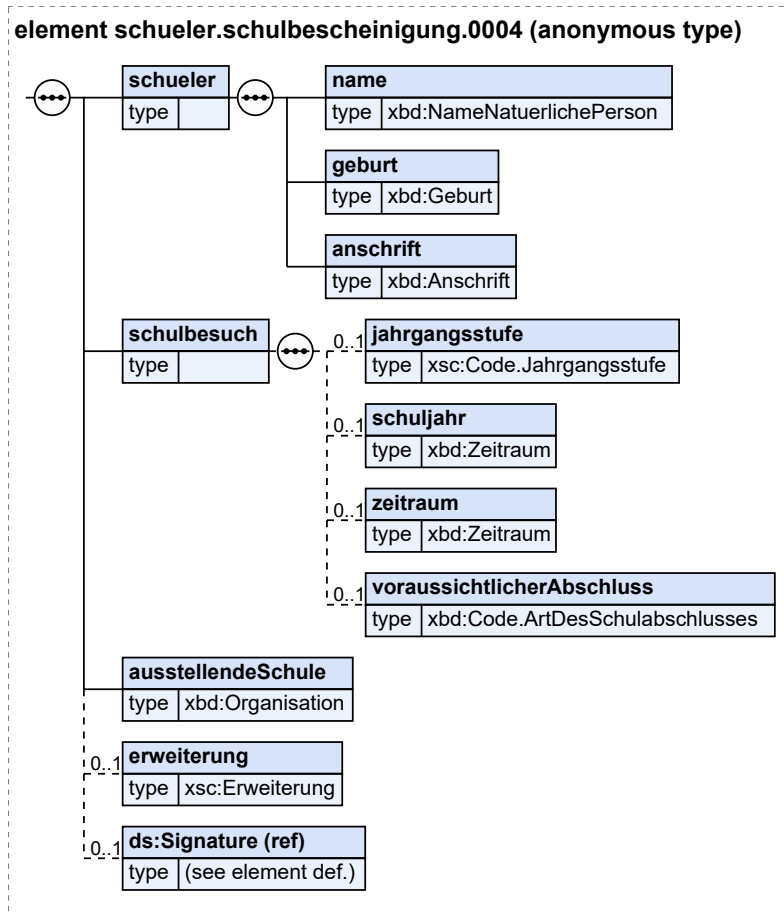 element schueler.schulbescheinigung.0004 (anonymous type)
schueler
type
name
type xbd:NameNatuerlichePerson
geburt
type xbd:Geburt
anschrift
type xbd:Anschrift
schulbesuch
type
0..1 jahrgangsstufe
type xsc:Code.Jahrgangsstufe
0..1 schuljahr
type xbd:Zeitraum
0..1 zeitraum
type xbd:Zeitraum
0..1 voraussichtlicherAbschluss
type xbd:Code.ArtDesSchulabschlusses
ausstellendeSchule
type xbd:Organisation
0..1 erweiterung
type xsc:Erweiterung
0..1 ds:Signature (ref)
type (see element def.)